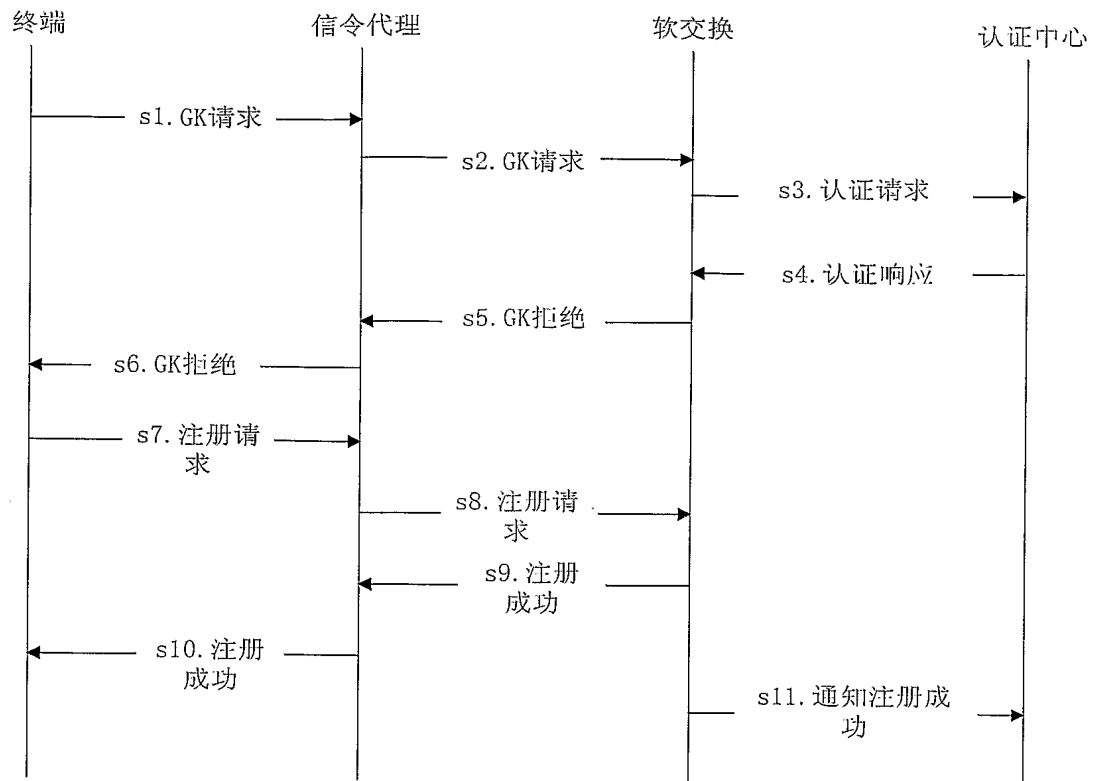 终端
信令代理
软交换
认证中心
s1.GK请求
s2.GK请求
s3.认证请求
s4.认证响应
s5.GK拒绝
s6.GK拒绝
s7.注册请
求
s8.注册请
求
s9.注册
成功
s10.注册
成功
s11.通知注册成
功